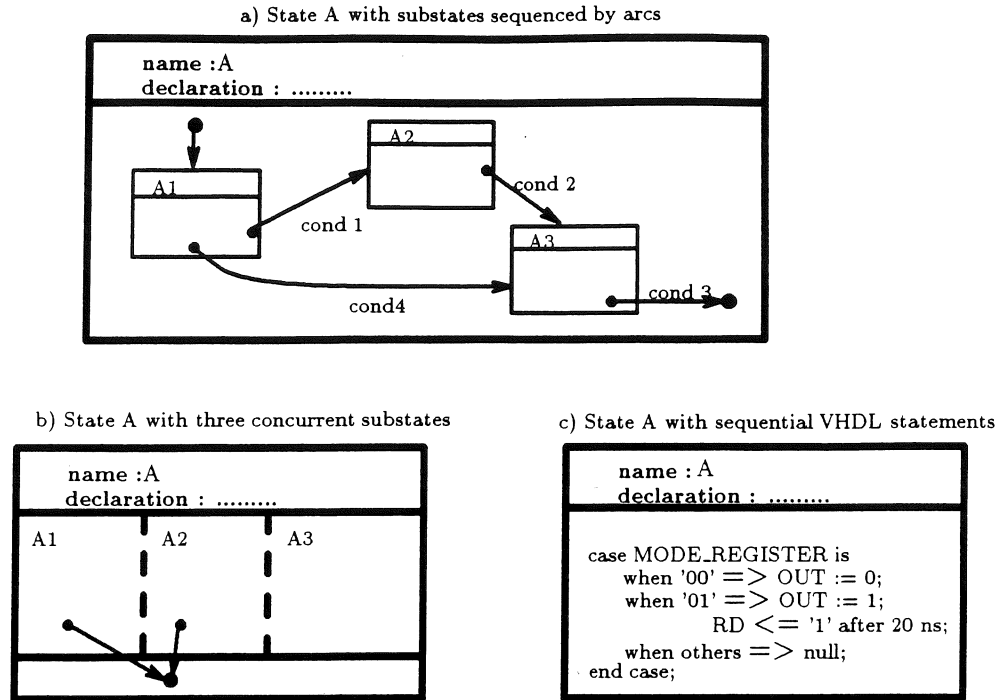 a) State A with substates sequenced by arcs
name :A
declaration : .........
A1
A2
cond 1
cond 2
A3
cond4
cond 3
b) State A with three concurrent substates
name :A
declaration : .........
A1
A2
A3
c) State A with sequential VHDL statements
name : A
declaration : .........
case MODE_REGISTER is
when '00' => OUT := 0;
when '01' => OUT := 1;
RD <= '1' after 20 ns;
when others => null;
end case;